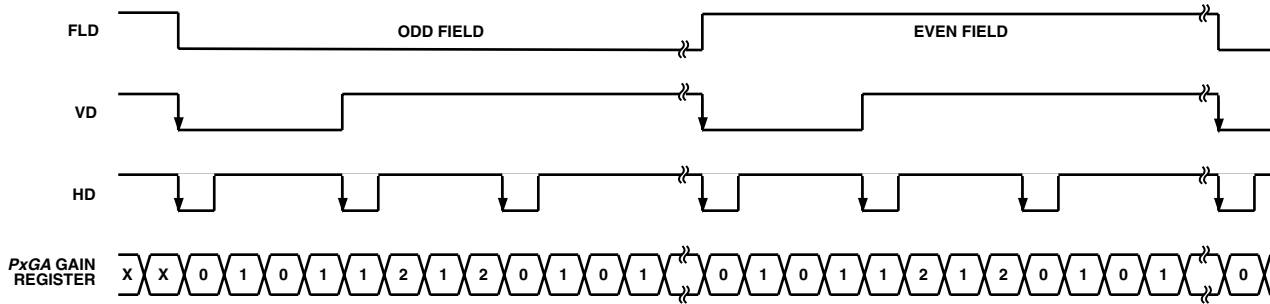 FLD ODD FIELD EVEN FIELD
VD
HD
PxGA GAIN
REGISTER
X X 0 1 0 1 1 2 1 2 0 1 0 1 0 1 0 1 1 2 1 2 0 1 0 1 0